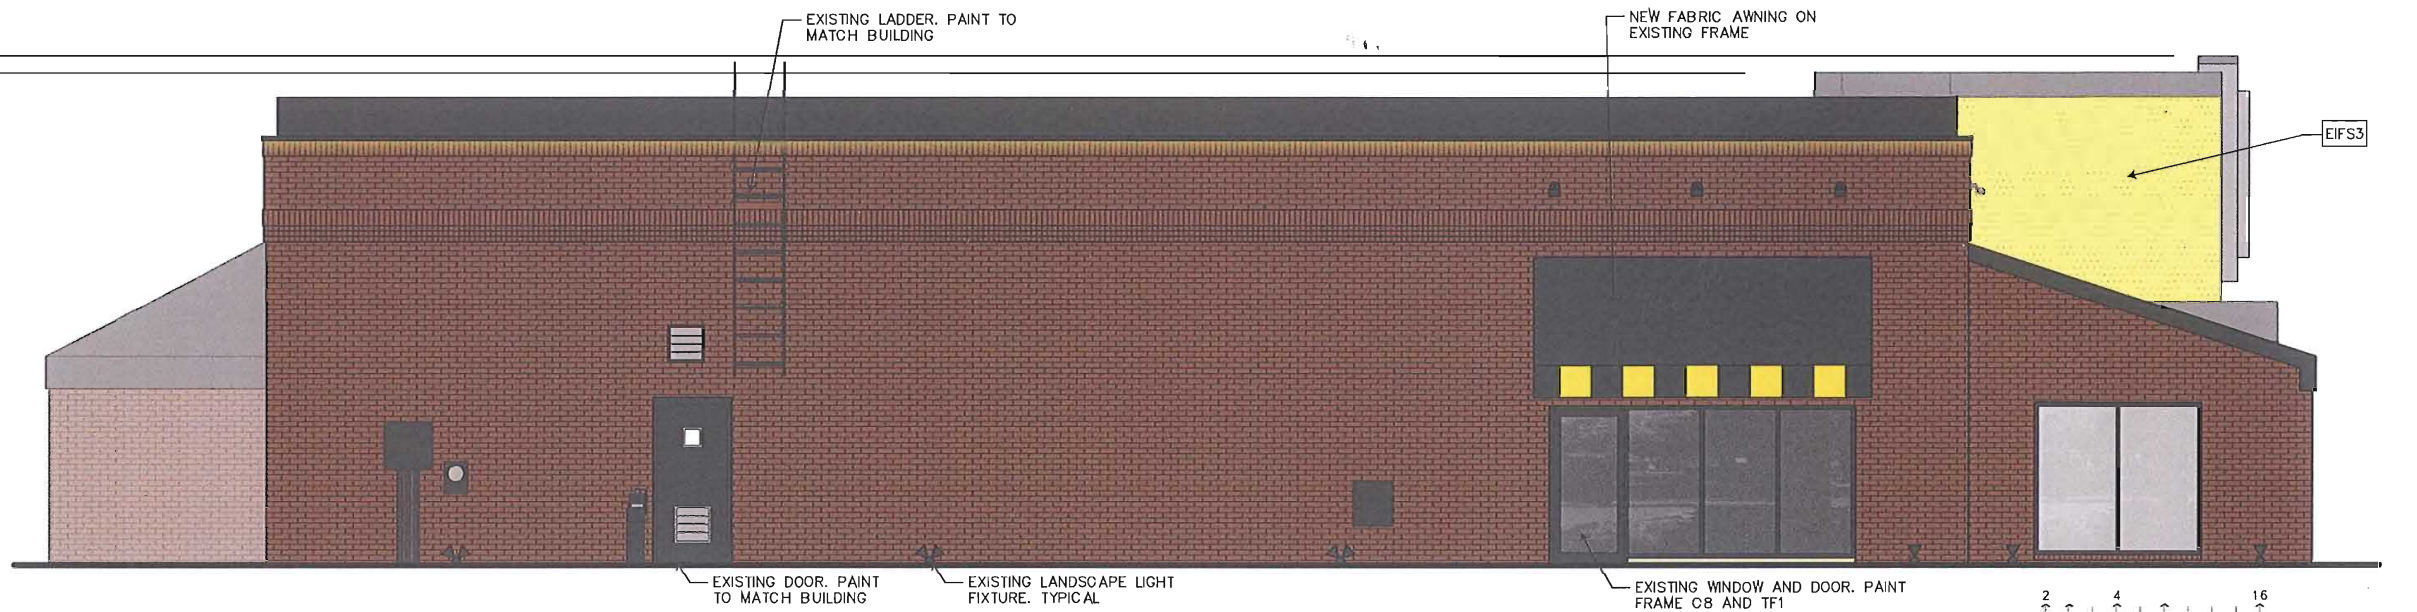 EXISTING LADDER. PAINT TO
MATCH BUILDING
NEW FABRIC AWNING ON
EXISTING FRAME
EIFS3
EXISTING DOOR. PAINT
TO MATCH BUILDING
EXISTING LANDSCAPE LIGHT
FIXTURE. TYPICAL
EXISTING WINDOW AND DOOR. PAINT
FRAME C8 AND TF1
2 4 16